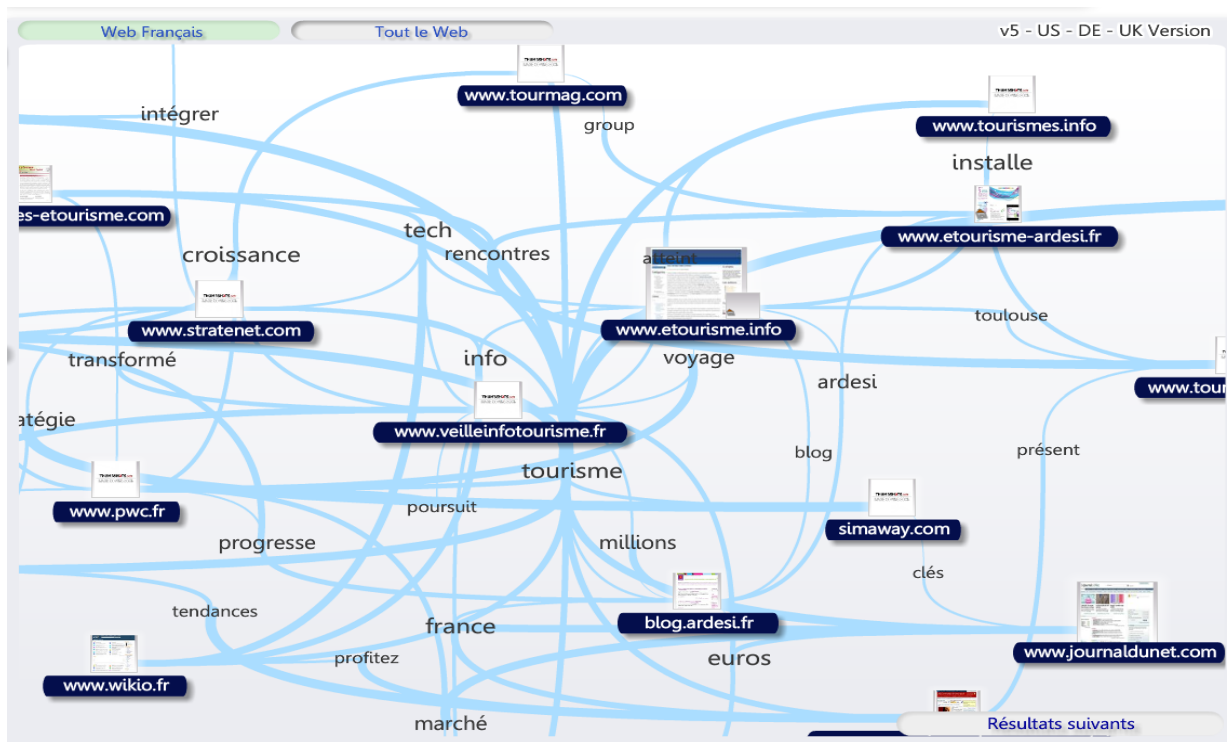 Web Français
Tout le Web
v5 - US - DE - UK Version
www.tourmag.com
intégrer
group
www.tourismes.info
installe
es-etourisme.com
tech
rencontres
croissance
atteint
www.etourisme-ardesi.fr
www.stratenet.com
www.etourisme.info
toulouse
transformé
info
voyage
ardesi
www.tour
www.veilleinfotourisme.fr
atégie
blog
présent
tourisme
www.pwc.fr
poursuit
simaway.com
progresse
millions
clés
tendances
france
blog.ardesi.fr
www.journaldunet.com
profitez
euros
www.wikio.fr
marché
Résultats suivants